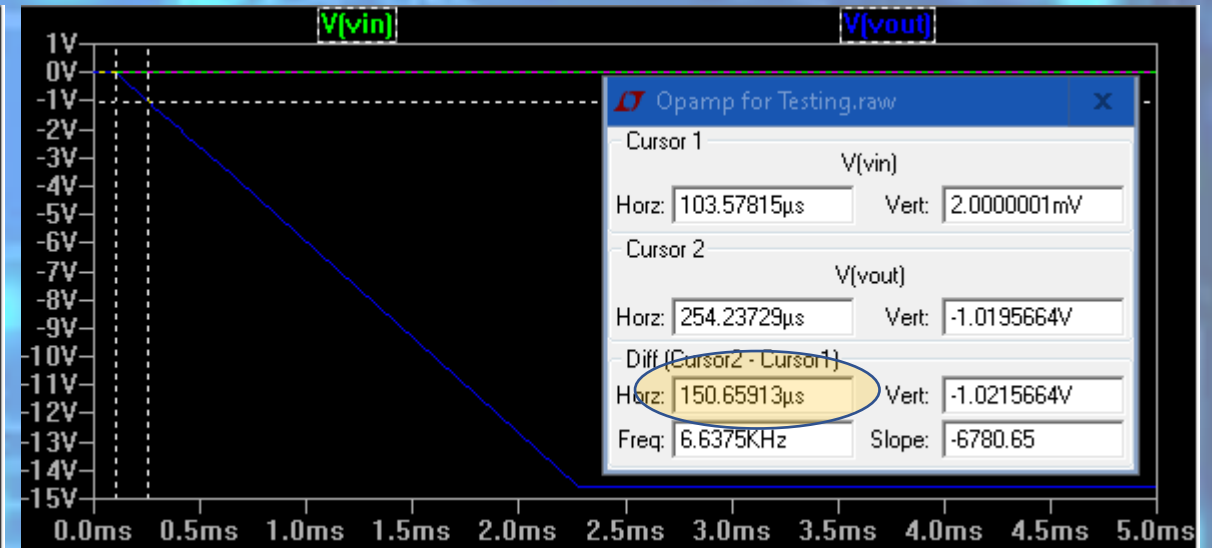 V(vin) V(vout)
1V
0V
-1V
-2V
-3V
-4V
-5V
-6V
-7V
-8V
-9V
-10V
-11V
-12V
-13V
-14V
-15V
0.0ms 0.5ms 1.0ms 1.5ms 2.0ms 2.5ms 3.0ms 3.5ms 4.0ms 4.5ms 5.0ms
Opamp for Testing.raw x
Cursor 1
V(vin)
Horz: 103.57815µs Vert: 2.0000001mV
Cursor 2
V(vout)
Horz: 254.23729µs Vert: -1.0195664V
Diff (Cursor2 - Cursor1)
Horz: 150.65913µs Vert: -1.0215664V
Freq: 6.6375KHz Slope: -6780.65